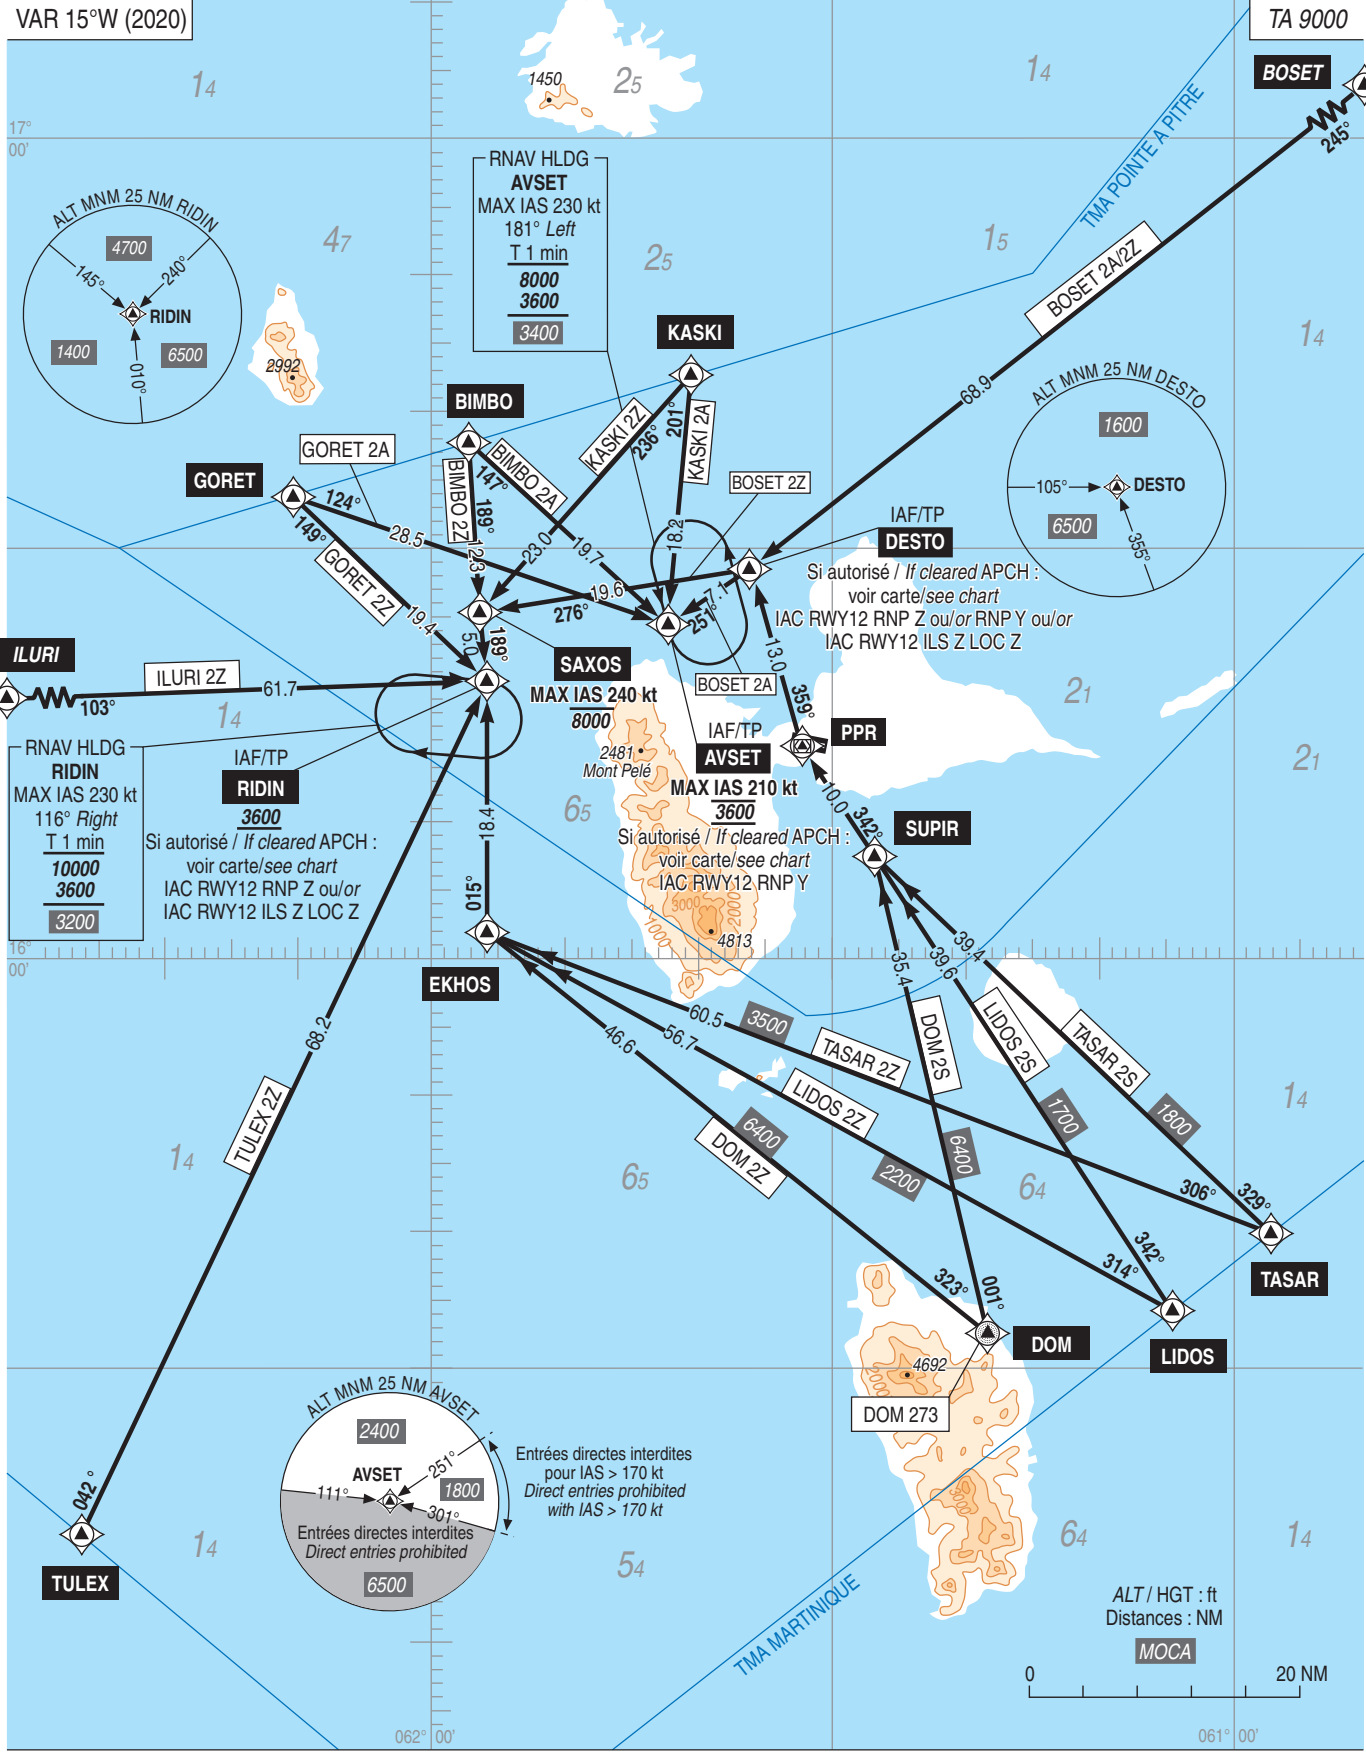 VAR 15°W (2020)
TA 9000
BOSET
245°
14
25
14
1450
17°
00'
TMA POINTE A PITRE
RNAV HLDG
AVSET
MAX IAS 230 kt
181° Left
T 1 min
8000
3600
3400
ALT MNM 25 NM RIDIN
4700
145°
240°
RIDIN
1400
6500
010°
47
25
15
BOSET 2A/2Z
68.9
14
2992
KASKI
BIMBO
GORET
GORET 2A
KASKI 2Z
236°
201°
KASKI 2A
BIMBO 2A
147°
BIMBO 2Z
189°
12.3
124°
149°
28.5
GORET 2Z
19.4
23.0
19.7
18.2
BOSET 2Z
ALT MNM 25 NM DESTO
1600
105°
DESTO
6500
355°
IAF/TP
DESTO
Si autorisé / If cleared APCH :
voir carte/see chart
IAC RWY12 RNP Z ou/or RNP Y ou/or
IAC RWY12 ILS Z LOC Z
19.6
276°
7.1
251°
5.0
189°
SAXOS
MAX IAS 240 kt
8000
BOSET 2A
13.0
359°
ILURI
ILURI 2Z
61.7
103°
14
21
21
PPR
IAF/TP
AVSET
MAX IAS 210 kt
3600
Si autorisé / If cleared APCH :
voir carte/see chart
IAC RWY12 RNP Y
2481
Mont Pelé
65
RNAV HLDG
RIDIN
MAX IAS 230 kt
116° Right
T 1 min
10000
3600
3200
IAF/TP
RIDIN
3600
Si autorisé / If cleared APCH :
voir carte/see chart
IAC RWY12 RNP Z ou/or
IAC RWY12 ILS Z LOC Z
18.4
015°
10.0
342°
SUPIR
3000
2000
1000
4813
16°
00'
EKHOS
35.4
39.6
39.4
68.2
TULEX 2Z
46.6
56.7
60.5
3500
TASAR 2Z
LIDOS 2Z
DOM 2Z
6400
2200
DOM 2S
6400
LIDOS 2S
1700
TASAR 2S
1800
14
14
65
64
306°
329°
TASAR
342°
314°
LIDOS
323°
001°
DOM
DOM 273
4692
2000
3000
ALT MNM 25 NM AVSET
2400
AVSET
251°
111°
1800
301°
Entrées directes interdites
Direct entries prohibited
6500
Entrées directes interdites
pour IAS > 170 kt
Direct entries prohibited
with IAS > 170 kt
042°
TULEX
14
54
64
14
TMA MARTINIQUE
ALT / HGT : ft
Distances : NM
MOCA
0
20 NM
062° 00'
061° 00'